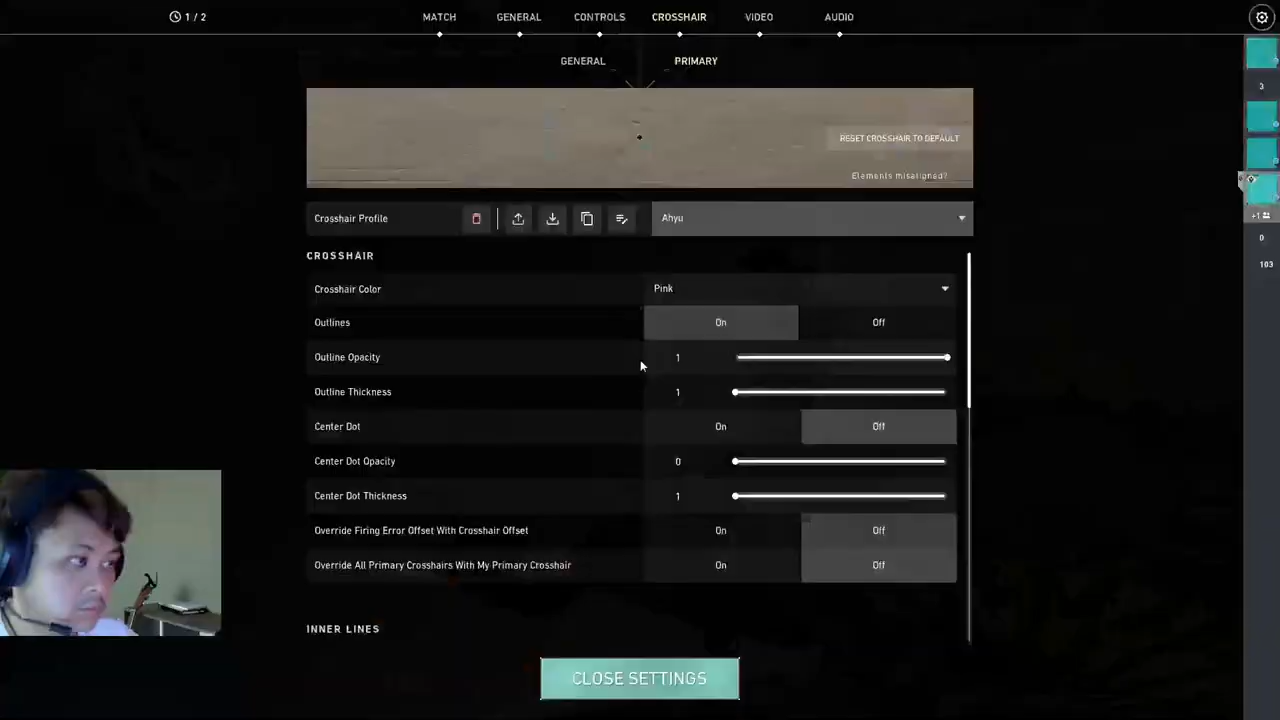 1 / 2
MATCH GENERAL CONTROLS CROSSHAIR VIDEO AUDIO
GENERAL PRIMARY
3
RESET CROSSHAIR TO DEFAULT
Elements misaligned?
Crosshair Profile Ahyu
+1
0
CROSSHAIR
103
Crosshair Color Pink
Outlines On Off
Outline Opacity 1
Outline Thickness 1
Center Dot On Off
Center Dot Opacity 0
Center Dot Thickness 1
Override Firing Error Offset With Crosshair Offset On Off
Override All Primary Crosshairs With My Primary Crosshair On Off
INNER LINES
CLOSE SETTINGS